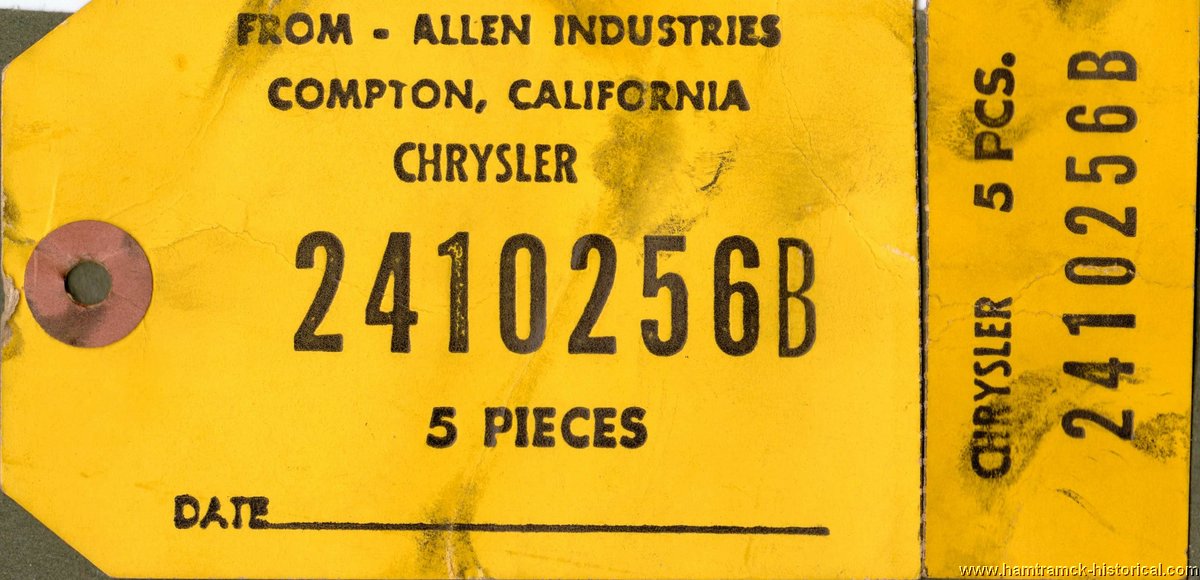 FROM - ALLEN INDUSTRIES
COMPTON, CALIFORNIA
CHRYSLER
2410256B
5 PIECES
DATE
CHRYSLER 5 PCS.
2410256B
www.hamtramck-historical.com